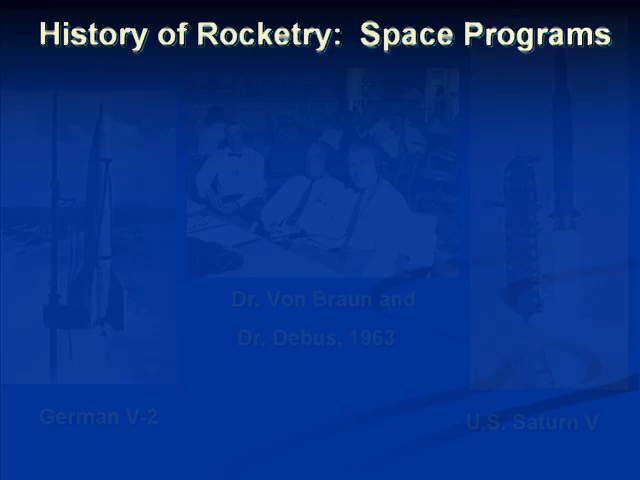 History of Rocketry: Space Programs
Dr. Von Braun and
Dr. Debus, 1963
German V-2
U.S. Saturn V